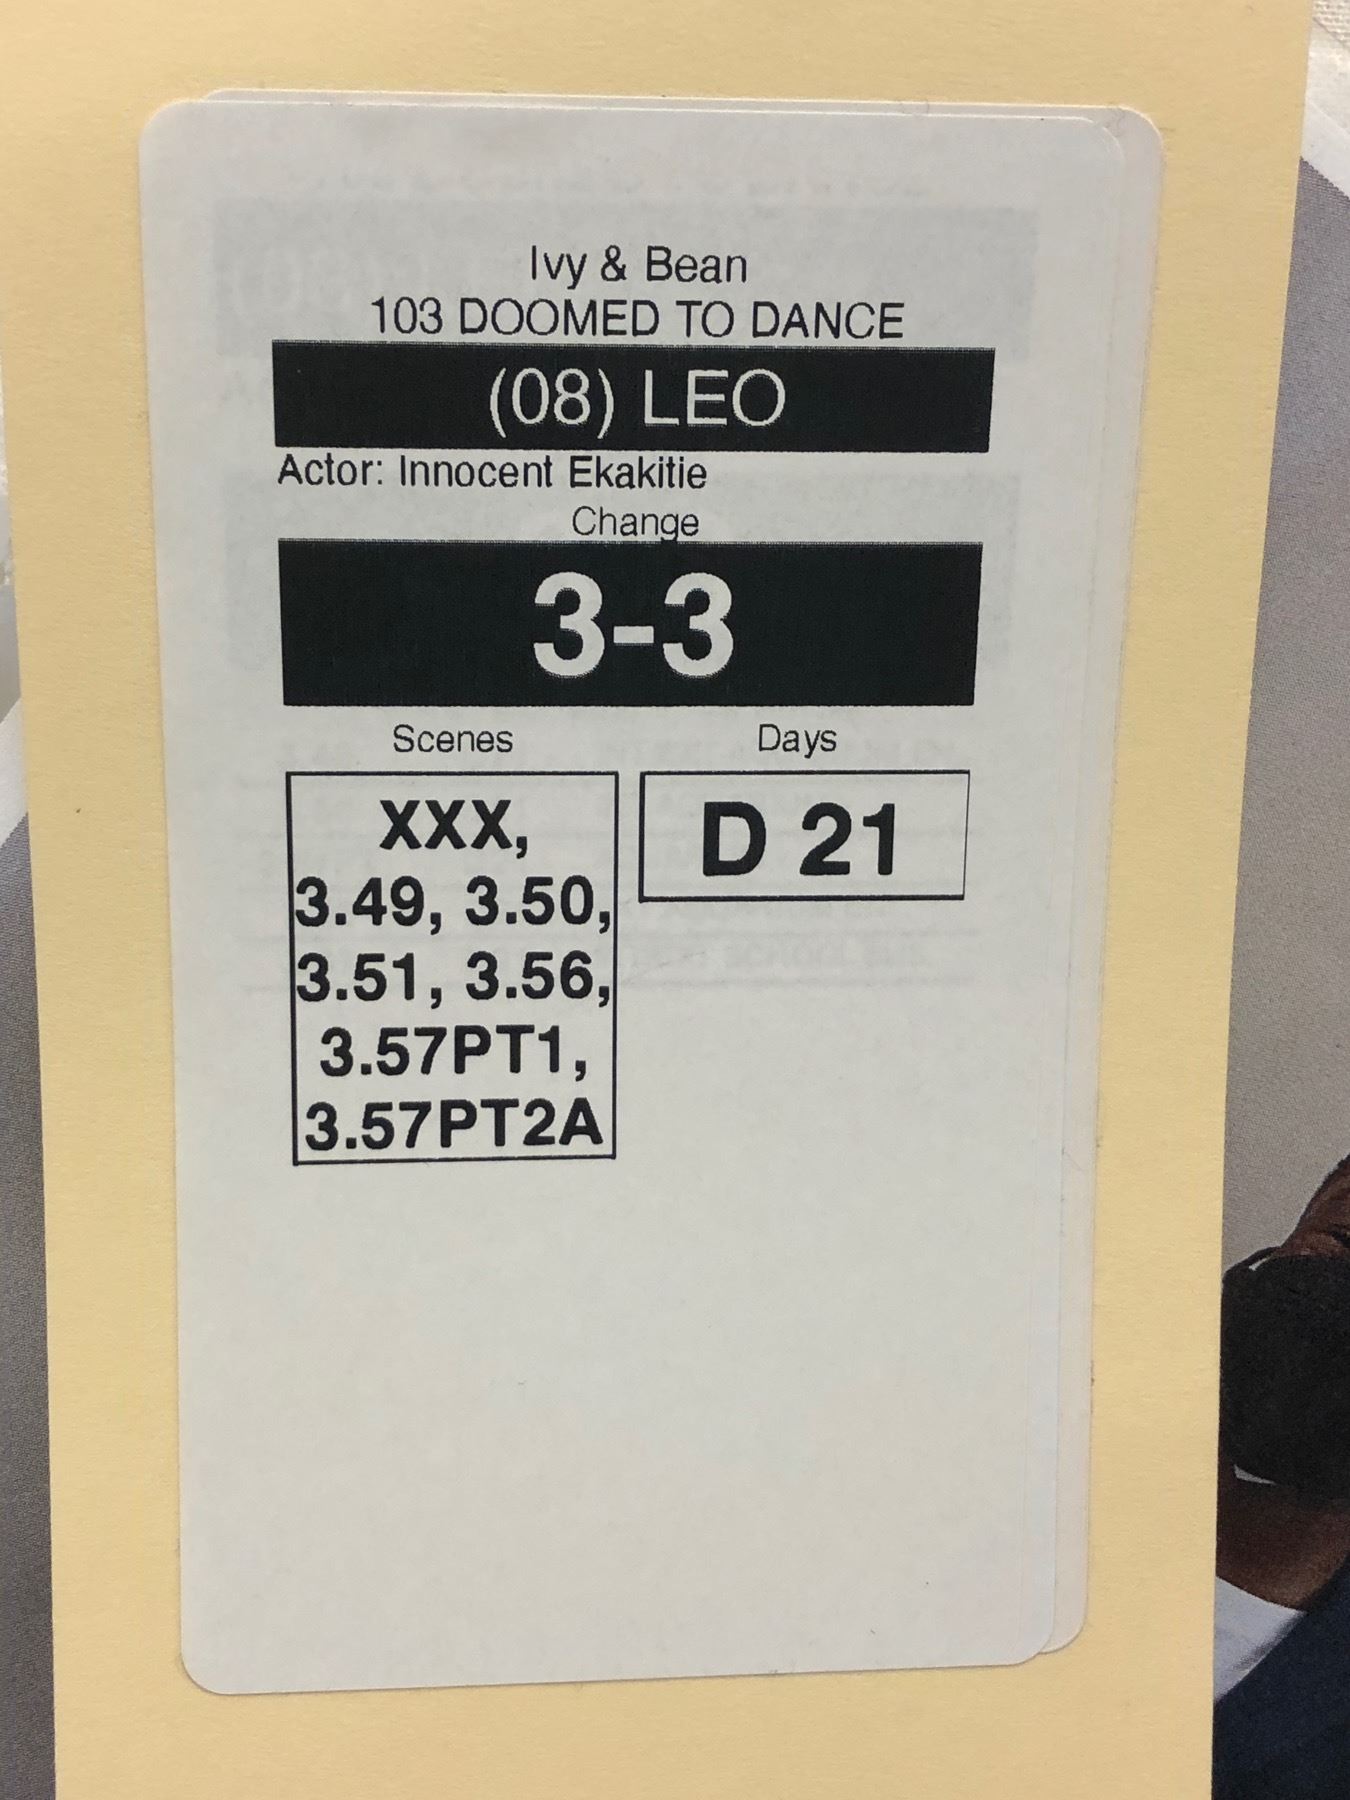 Ivy & Bean
103 DOOMED TO DANCE
(08) LEO
Actor: Innocent Ekakitie
Change
3-3
Scenes Days
XXX, D 21
3.49, 3.50,
3.51, 3.56,
3.57PT1,
3.57PT2A